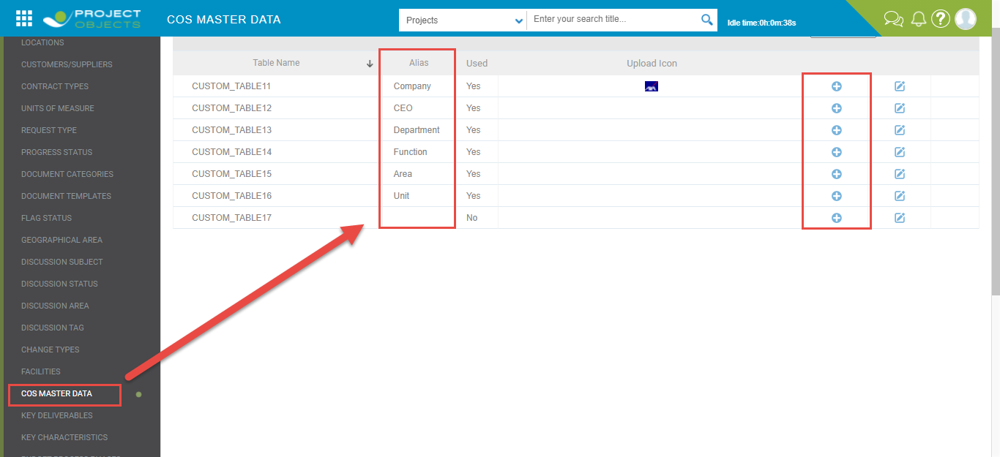 PROJECT
OBJECTS
COS MASTER DATA
Projects
Enter your search title...
Idle time:0h:0m:38s
LOCATIONS
CUSTOMERS/SUPPLIERS
CONTRACT TYPES
UNITS OF MEASURE
REQUEST TYPE
PROGRESS STATUS
DOCUMENT CATEGORIES
DOCUMENT TEMPLATES
FLAG STATUS
GEOGRAPHICAL AREA
DISCUSSION SUBJECT
DISCUSSION STATUS
DISCUSSION AREA
DISCUSSION TAG
CHANGE TYPES
FACILITIES
COS MASTER DATA
KEY DELIVERABLES
KEY CHARACTERISTICS
Table Name Alias Used Upload Icon
CUSTOM_TABLE11 Company Yes
CUSTOM_TABLE12 CEO Yes
CUSTOM_TABLE13 Department Yes
CUSTOM_TABLE14 Function Yes
CUSTOM_TABLE15 Area Yes
CUSTOM_TABLE16 Unit Yes
CUSTOM_TABLE17 No